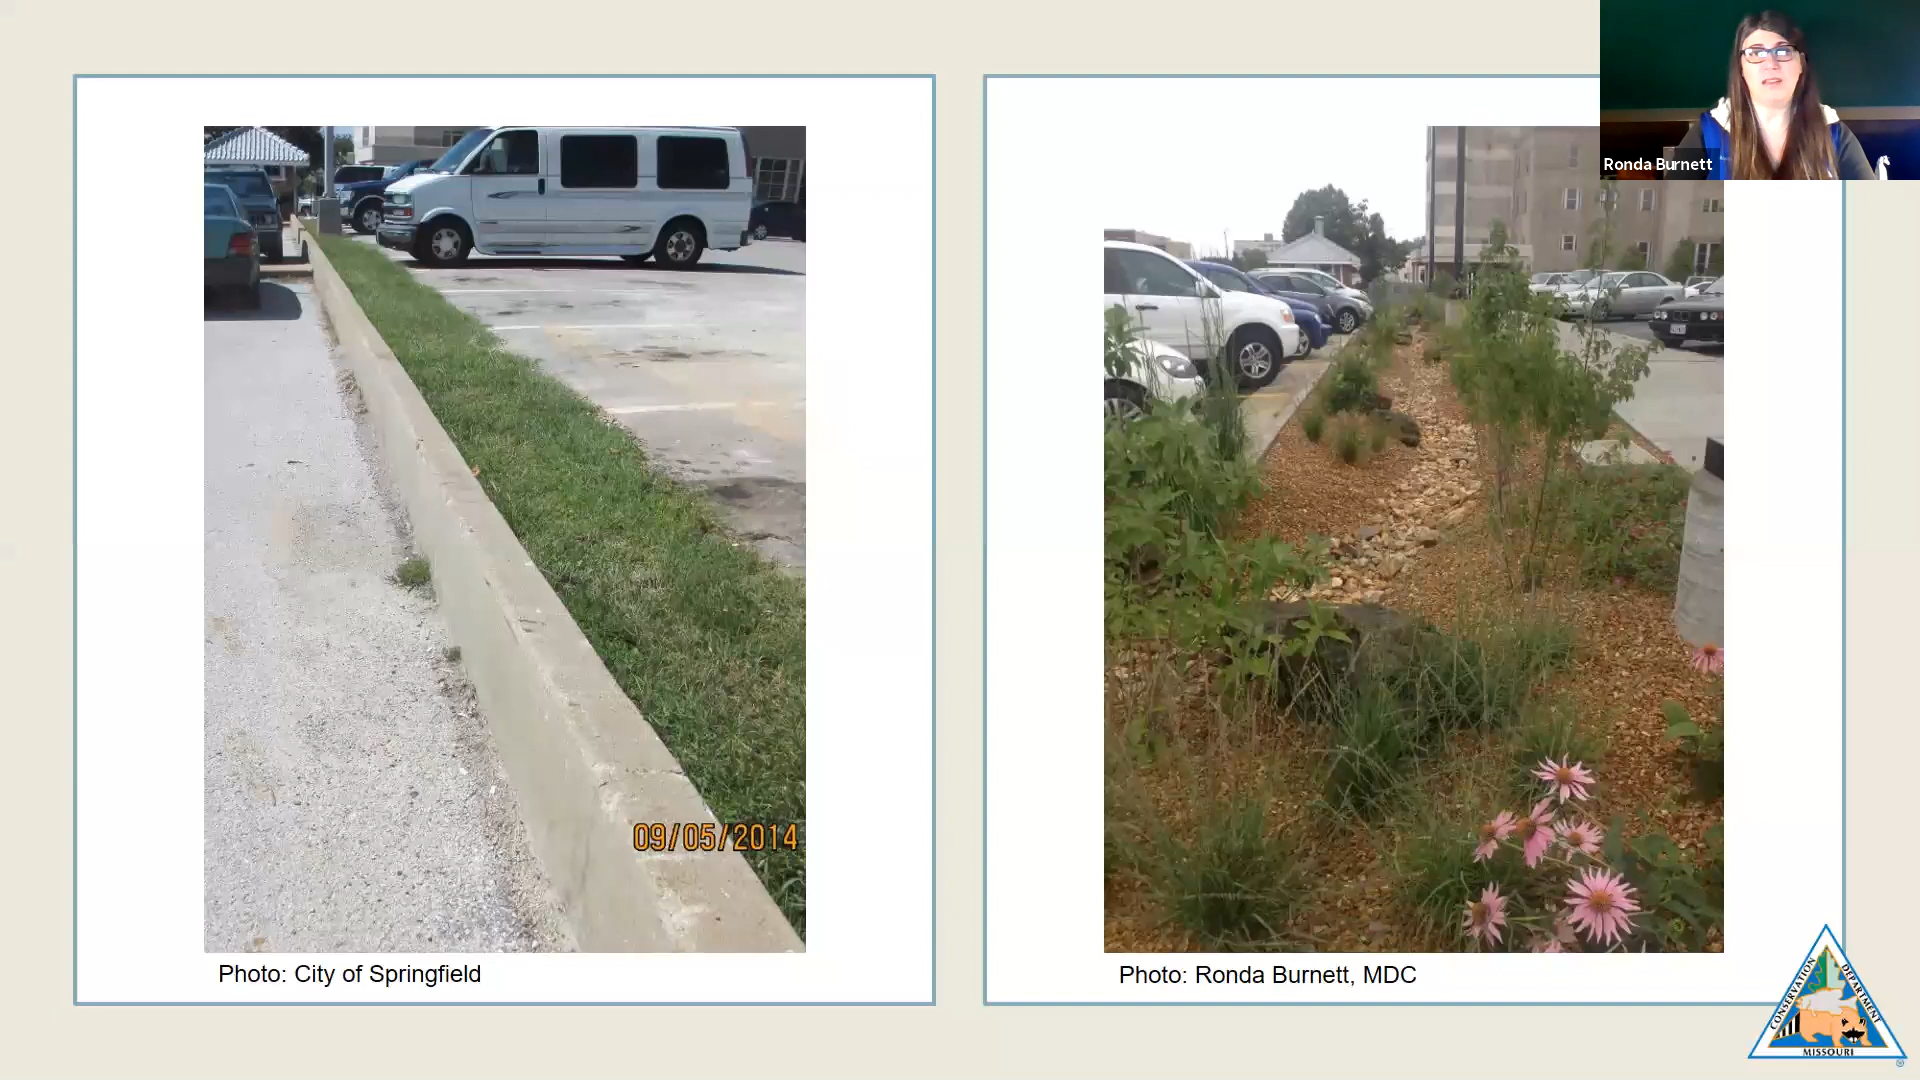 Ronda Burnett
09/05/2014
Photo: City of Springfield
Photo: Ronda Burnett, MDC
CONSERVATION DEPARTMENT
MISSOURI
®